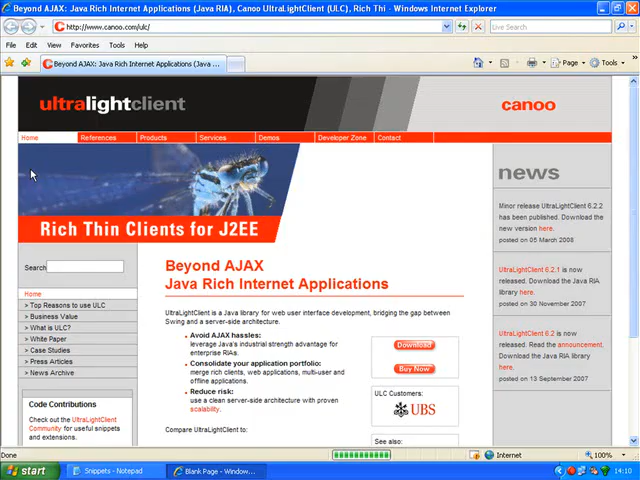 Beyond AJAX: Java Rich Internet Applications (Java RIA), Canoo UltraLightClient (ULC), Rich Thi - Windows Internet Explorer
http://www.canoo.com/ulc/
Live Search
File Edit View Favorites Tools Help
Beyond AJAX: Java Rich Internet Applications (Java ...
Page Tools
ultralightclient
canoo
Home References Products Services Demos Developer Zone Contact
Rich Thin Clients for J2EE
Search
Home
> Top Reasons to use ULC
> Business Value
> What is ULC?
> White Paper
> Case Studies
> Press Articles
> News Archive
Code Contributions
Check out the UltraLightClient
Community for useful snippets
and extensions.
Beyond AJAX
Java Rich Internet Applications
UltraLightClient is a Java library for web user interface development, bridging the gap between
Swing and a server-side architecture.
Avoid AJAX hassles:
leverage Java's industrial strength advantage for
enterprise RIAs.
Consolidate your application portfolio:
merge rich clients, web applications, multi-user and
offline applications.
Reduce risk:
use a clean server-side architecture with proven
scalability.
Compare UltraLightClient to:
Download
Buy Now
ULC Customers:
UBS
See also:
news
Minor release UltraLightClient 6.2.2
has been published. Download the
new version here.
posted on 05 March 2008
UltraLightClient 6.2.1 is now
released. Download the Java RIA
library here.
posted on 30 November 2007
UltraLightClient 6.2 is now
released. Read the announcement.
Download the Java RIA library
here.
posted on 13 September 2007
Done
Internet
100%
start
Snippets - Notepad
Blank Page - Window...
14:10